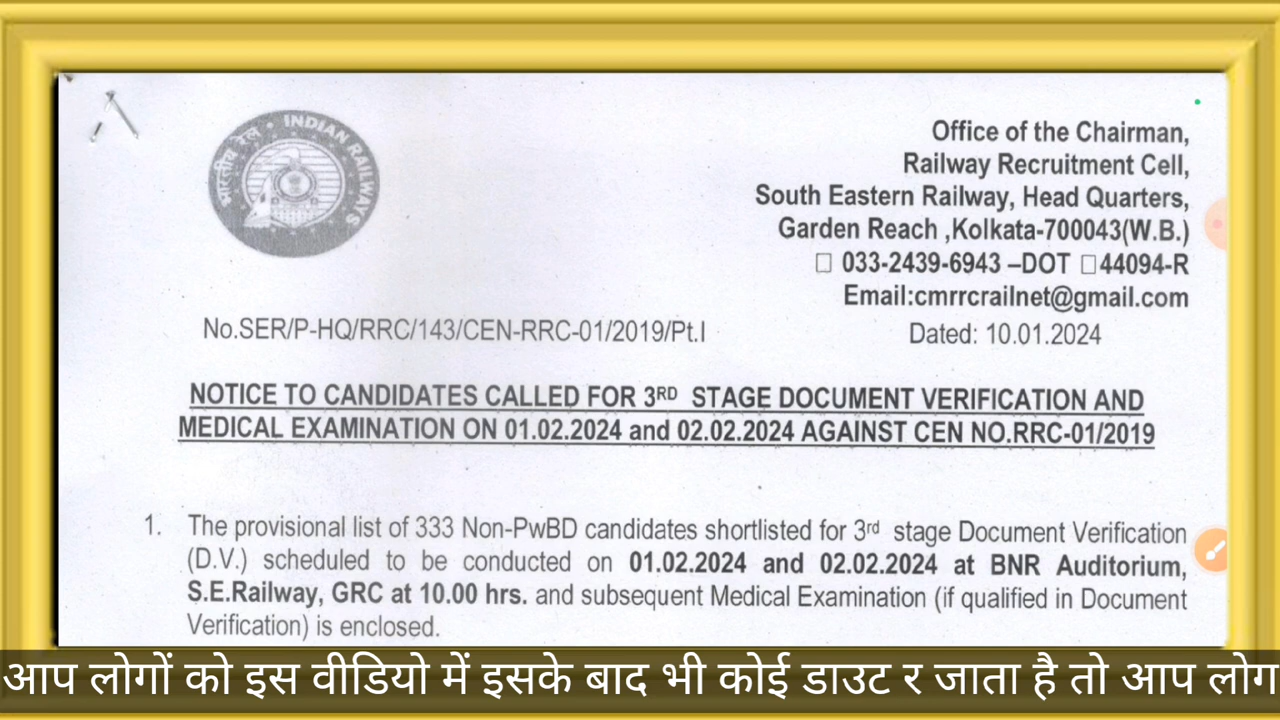 भारतीय रेल • INDIAN RAILWAYS
Office of the Chairman,
Railway Recruitment Cell,
South Eastern Railway, Head Quarters,
Garden Reach ,Kolkata-700043(W.B.)
□ 033-2439-6943 –DOT □44094-R
Email:cmrrcrailnet@gmail.com
No.SER/P-HQ/RRC/143/CEN-RRC-01/2019/Pt.I Dated: 10.01.2024
NOTICE TO CANDIDATES CALLED FOR 3RD STAGE DOCUMENT VERIFICATION AND
MEDICAL EXAMINATION ON 01.02.2024 and 02.02.2024 AGAINST CEN NO.RRC-01/2019
1. The provisional list of 333 Non-PwBD candidates shortlisted for 3rd stage Document Verification
(D.V.) scheduled to be conducted on 01.02.2024 and 02.02.2024 at BNR Auditorium,
S.E.Railway, GRC at 10.00 hrs. and subsequent Medical Examination (if qualified in Document
Verification) is enclosed.
आप लोगों को इस वीडियो में इसके बाद भी कोई डाउट र जाता है तो आप लोग